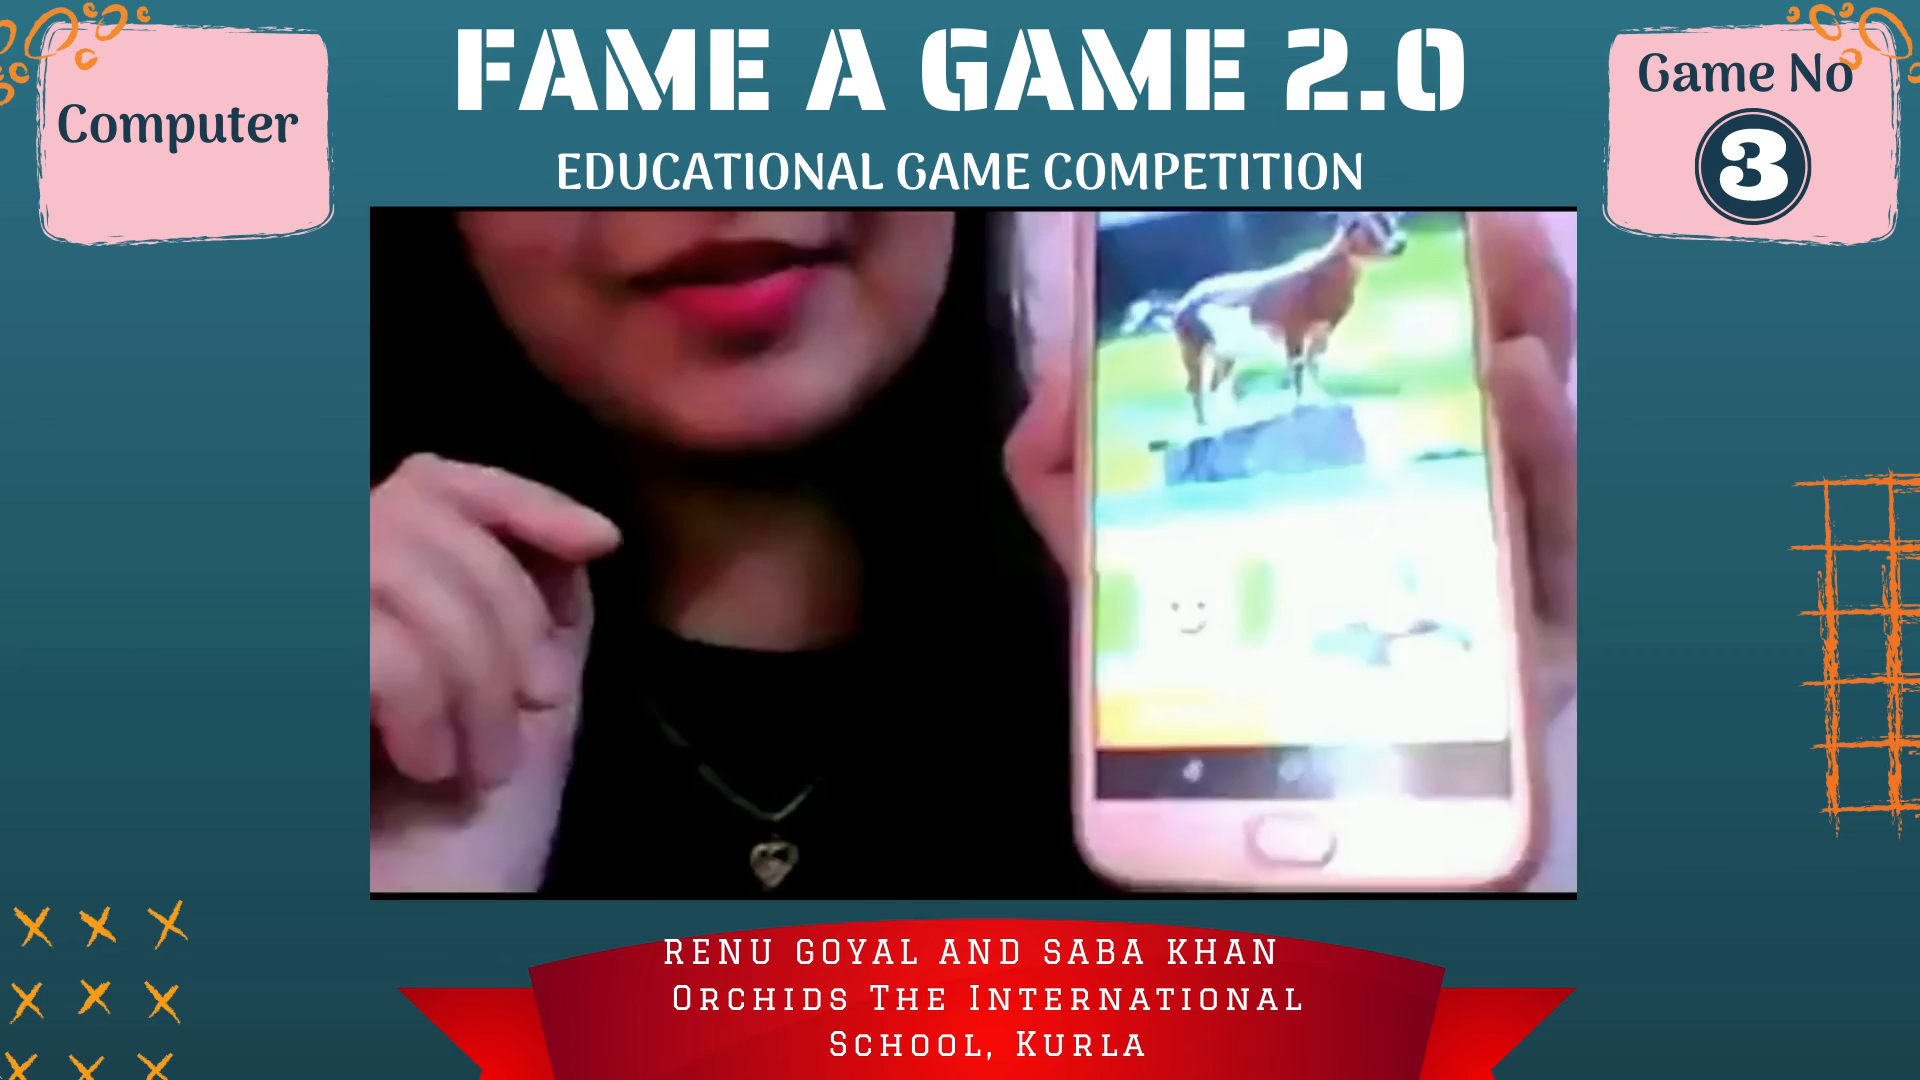 Computer
FAME A GAME 2.0
EDUCATIONAL GAME COMPETITION
Game No
3
RENU GOYAL AND SABA KHAN
ORCHIDS THE INTERNATIONAL
SCHOOL, KURLA